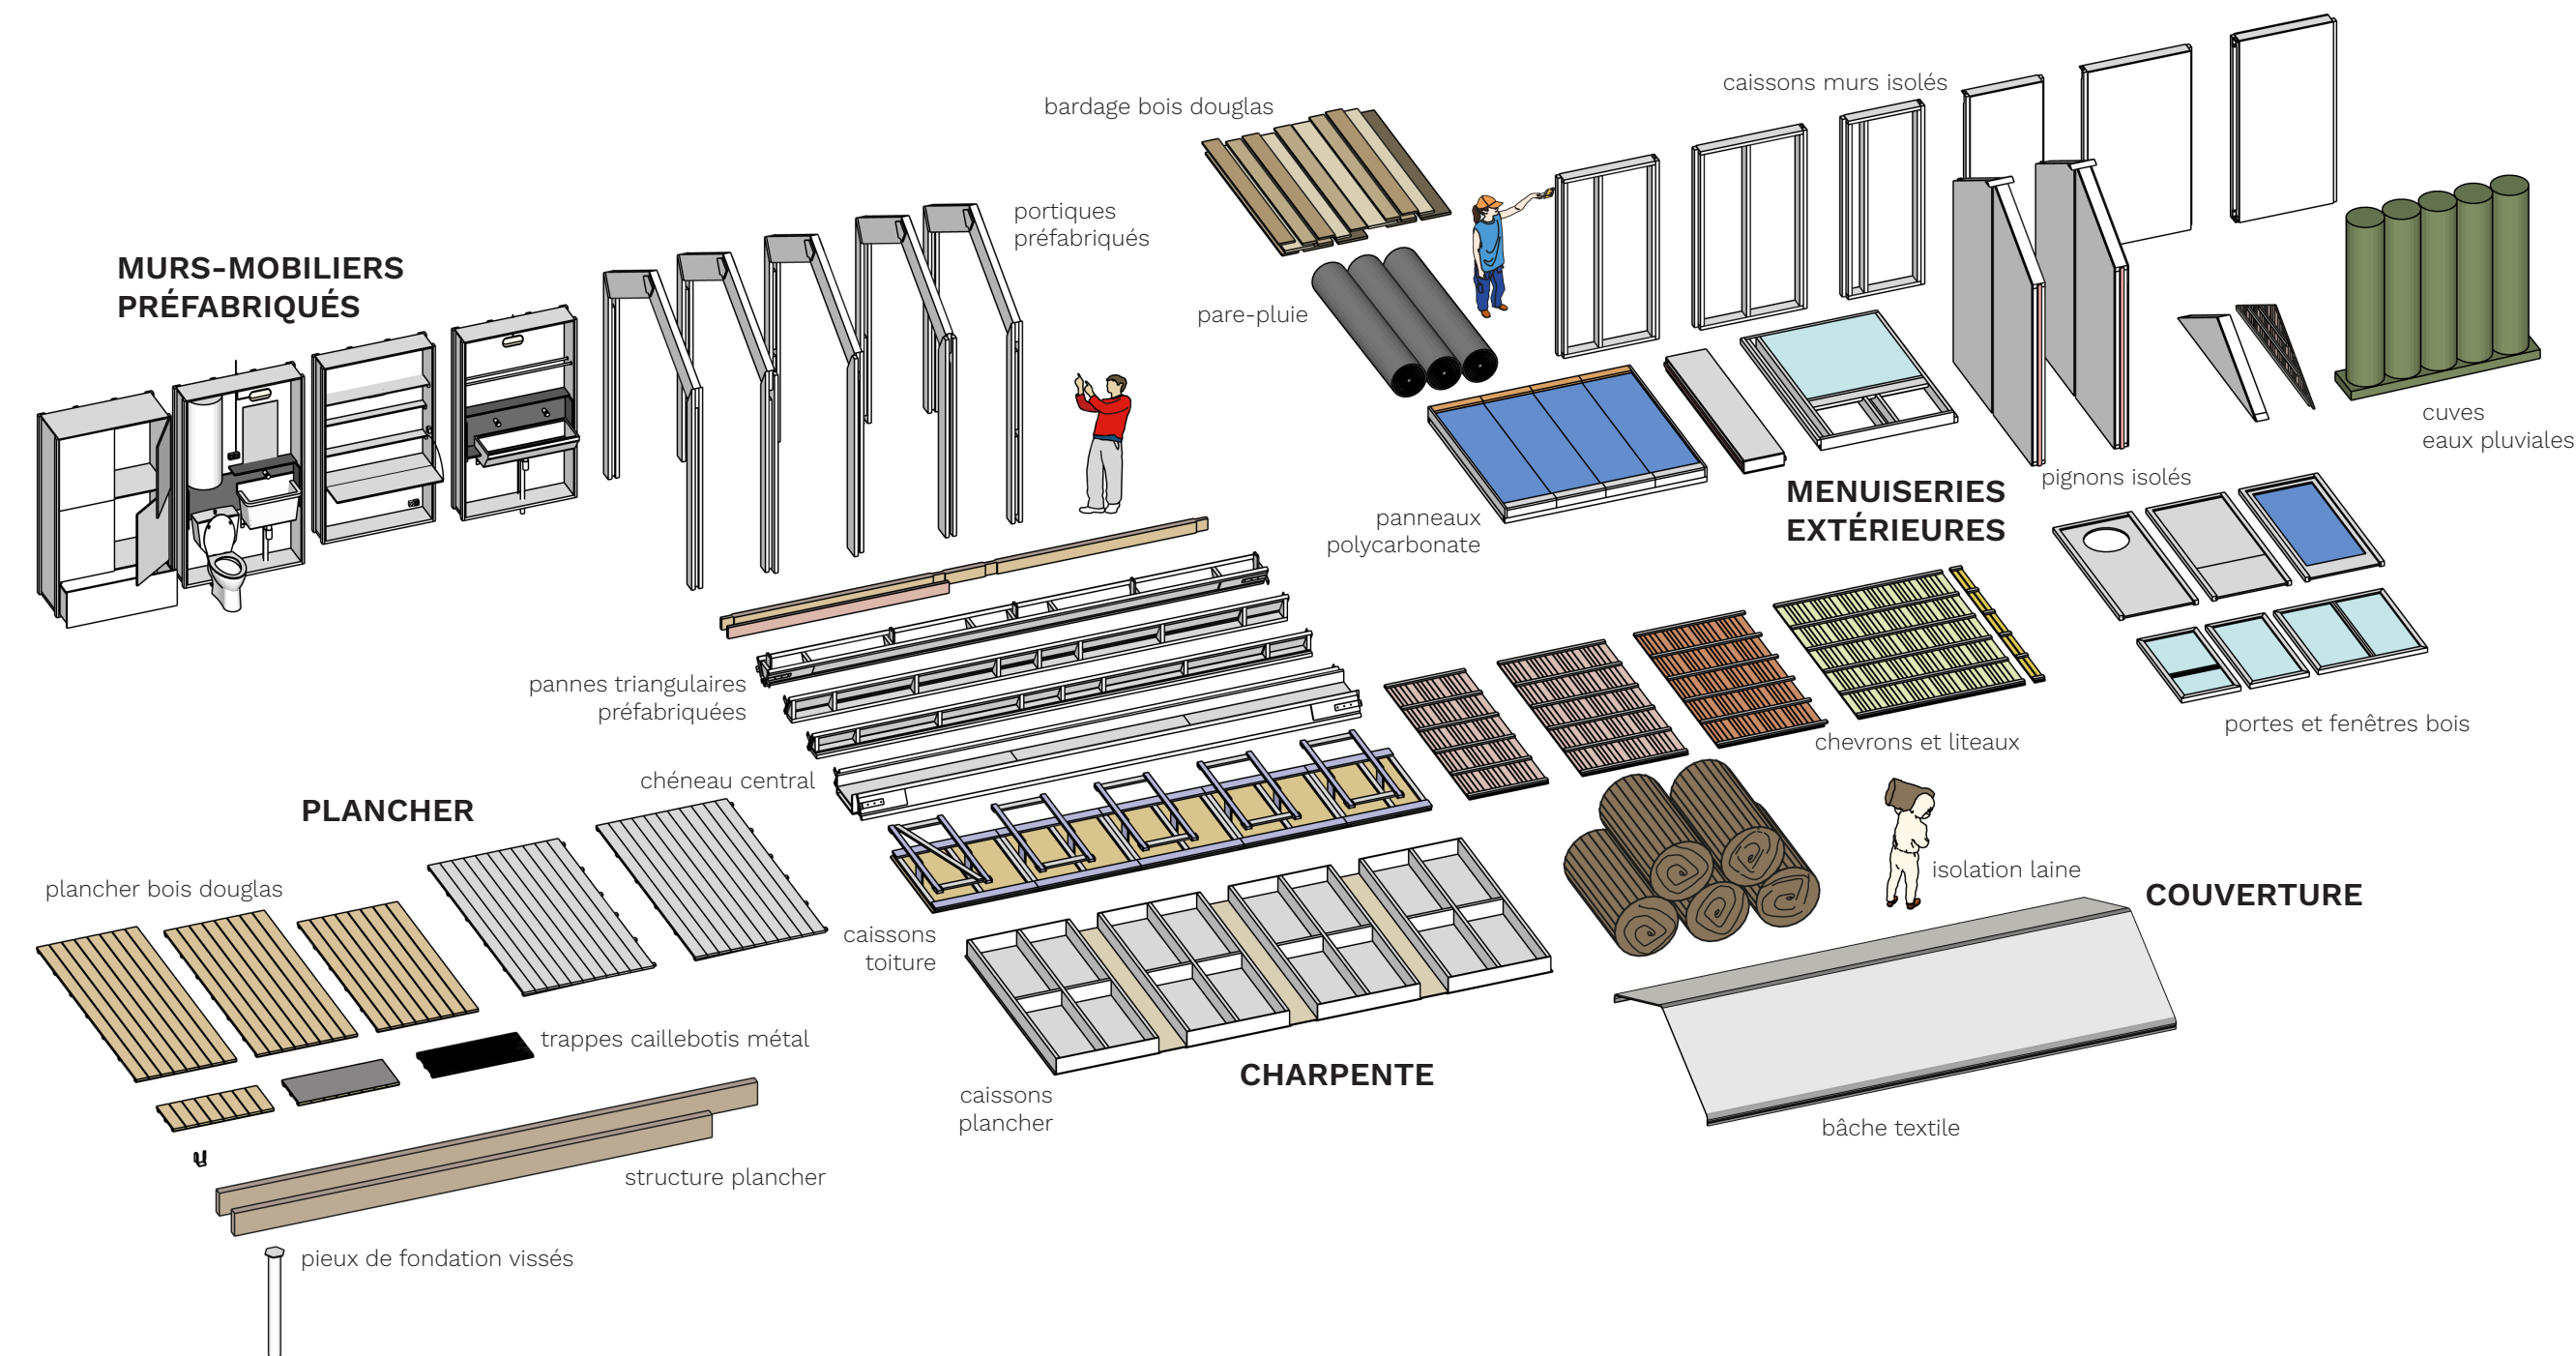 caissons murs isolés
bardage bois douglas
portiques
préfabriqués
MURS-MOBILIERS
PRÉFABRIQUÉS
pare-pluie
cuves
eaux pluviales
pignons isolés
MENUISERIES
EXTÉRIEURES
panneaux
polycarbonate
pannes triangulaires
préfabriquées
portes et fenêtres bois
chevrons et liteaux
chéneau central
PLANCHER
plancher bois douglas
isolation laine
COUVERTURE
caissons
toiture
trappes caillebotis métal
CHARPENTE
caissons
plancher
bâche textile
structure plancher
pieux de fondation vissés